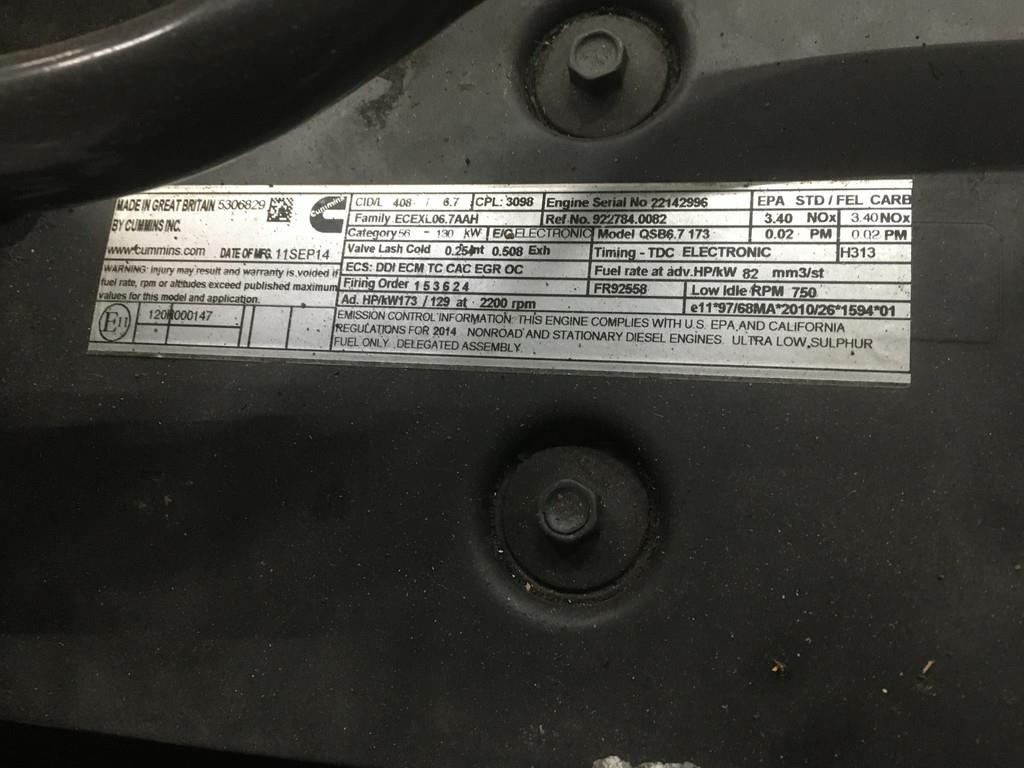 MADE IN GREAT BRITAIN 5306829
BY CUMMINS INC.
Cummins
www.cummins.com DATE OF MFG. 11SEP14
WARNING: injury may result and warranty is voided if
fuel rate, rpm or altitudes exceed published maximum
values for this model and application.
E11 120R000147
CID/L 408 / 6.7 CPL: 3098 Engine Serial No 22142996 EPA STD / FEL CARB
Family ECEXL06.7AAH Ref No. 922784.0082 3.40 NOx 3.40 NOx
Category 56 - 130 kW E/C ELECTRONIC Model QSB6.7 173 0.02 PM 0.02 PM
Valve Lash Cold 0.254 Int 0.508 Exh Timing - TDC ELECTRONIC H313
ECS: DDI ECM TC CAC EGR OC Fuel rate at adv. HP/kW 82 mm3/st
Firing Order 1 5 3 6 2 4 FR92558 Low Idle RPM 750
Ad. HP/kW173 / 129 at 2200 rpm e11*97/68MA*2010/26*1594*01
EMISSION CONTROL INFORMATION: THIS ENGINE COMPLIES WITH U.S. EPA AND CALIFORNIA
REGULATIONS FOR 2014 NONROAD AND STATIONARY DIESEL ENGINES. ULTRA LOW SULPHUR
FUEL ONLY. DELEGATED ASSEMBLY.